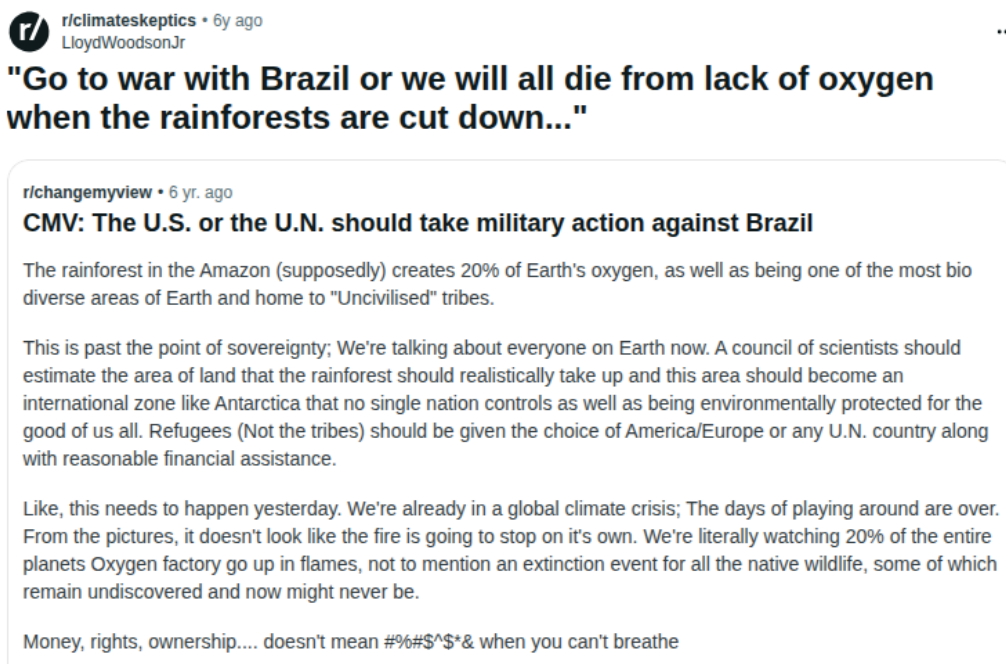 r/climateskeptics • 6y ago
LloydWoodsonJr
"Go to war with Brazil or we will all die from lack of oxygen
when the rainforests are cut down..."
r/changemyview • 6 yr. ago
CMV: The U.S. or the U.N. should take military action against Brazil
The rainforest in the Amazon (supposedly) creates 20% of Earth's oxygen, as well as being one of the most bio
diverse areas of Earth and home to "Uncivilised" tribes.
This is past the point of sovereignty; We're talking about everyone on Earth now. A council of scientists should
estimate the area of land that the rainforest should realistically take up and this area should become an
international zone like Antarctica that no single nation controls as well as being environmentally protected for the
good of us all. Refugees (Not the tribes) should be given the choice of America/Europe or any U.N. country along
with reasonable financial assistance.
Like, this needs to happen yesterday. We're already in a global climate crisis; The days of playing around are over.
From the pictures, it doesn't look like the fire is going to stop on it's own. We're literally watching 20% of the entire
planets Oxygen factory go up in flames, not to mention an extinction event for all the native wildlife, some of which
remain undiscovered and now might never be.
Money, rights, ownership.... doesn't mean #%#$^$*& when you can't breathe